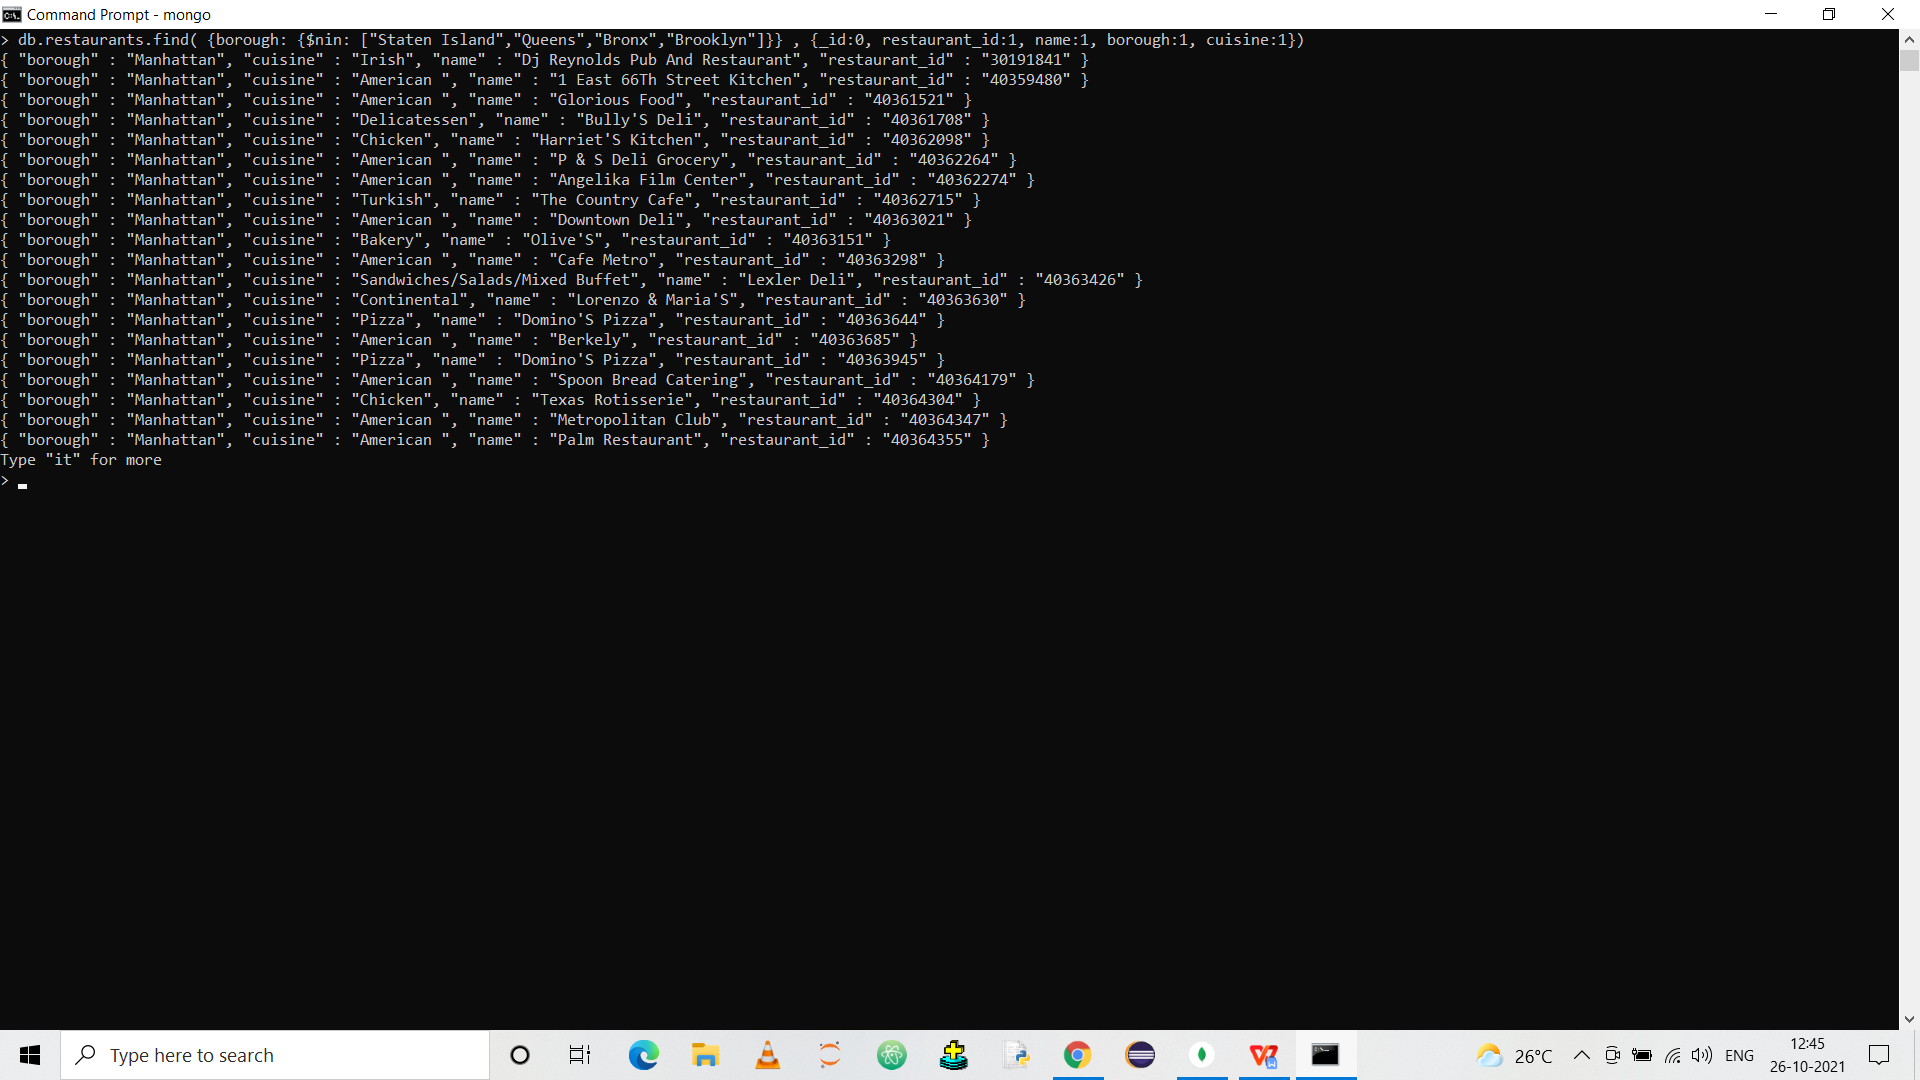 Command Prompt - mongo
> db.restaurants.find( {borough: {$nin: ["Staten Island","Queens","Bronx","Brooklyn"]}} , {_id:0, restaurant_id:1, name:1, borough:1, cuisine:1})
{ "borough" : "Manhattan", "cuisine" : "Irish", "name" : "Dj Reynolds Pub And Restaurant", "restaurant_id" : "30191841" }
{ "borough" : "Manhattan", "cuisine" : "American ", "name" : "1 East 66Th Street Kitchen", "restaurant_id" : "40359480" }
{ "borough" : "Manhattan", "cuisine" : "American ", "name" : "Glorious Food", "restaurant_id" : "40361521" }
{ "borough" : "Manhattan", "cuisine" : "Delicatessen", "name" : "Bully'S Deli", "restaurant_id" : "40361708" }
{ "borough" : "Manhattan", "cuisine" : "Chicken", "name" : "Harriet'S Kitchen", "restaurant_id" : "40362098" }
{ "borough" : "Manhattan", "cuisine" : "American ", "name" : "P & S Deli Grocery", "restaurant_id" : "40362264" }
{ "borough" : "Manhattan", "cuisine" : "American ", "name" : "Angelika Film Center", "restaurant_id" : "40362274" }
{ "borough" : "Manhattan", "cuisine" : "Turkish", "name" : "The Country Cafe", "restaurant_id" : "40362715" }
{ "borough" : "Manhattan", "cuisine" : "American ", "name" : "Downtown Deli", "restaurant_id" : "40363021" }
{ "borough" : "Manhattan", "cuisine" : "Bakery", "name" : "Olive'S", "restaurant_id" : "40363151" }
{ "borough" : "Manhattan", "cuisine" : "American ", "name" : "Cafe Metro", "restaurant_id" : "40363298" }
{ "borough" : "Manhattan", "cuisine" : "Sandwiches/Salads/Mixed Buffet", "name" : "Lexler Deli", "restaurant_id" : "40363426" }
{ "borough" : "Manhattan", "cuisine" : "Continental", "name" : "Lorenzo & Maria'S", "restaurant_id" : "40363630" }
{ "borough" : "Manhattan", "cuisine" : "Pizza", "name" : "Domino'S Pizza", "restaurant_id" : "40363644" }
{ "borough" : "Manhattan", "cuisine" : "American ", "name" : "Berkely", "restaurant_id" : "40363685" }
{ "borough" : "Manhattan", "cuisine" : "Pizza", "name" : "Domino'S Pizza", "restaurant_id" : "40363945" }
{ "borough" : "Manhattan", "cuisine" : "American ", "name" : "Spoon Bread Catering", "restaurant_id" : "40364179" }
{ "borough" : "Manhattan", "cuisine" : "Chicken", "name" : "Texas Rotisserie", "restaurant_id" : "40364304" }
{ "borough" : "Manhattan", "cuisine" : "American ", "name" : "Metropolitan Club", "restaurant_id" : "40364347" }
{ "borough" : "Manhattan", "cuisine" : "American ", "name" : "Palm Restaurant", "restaurant_id" : "40364355" }
Type "it" for more
>
Type here to search
26°C
ENG
12:45
26-10-2021